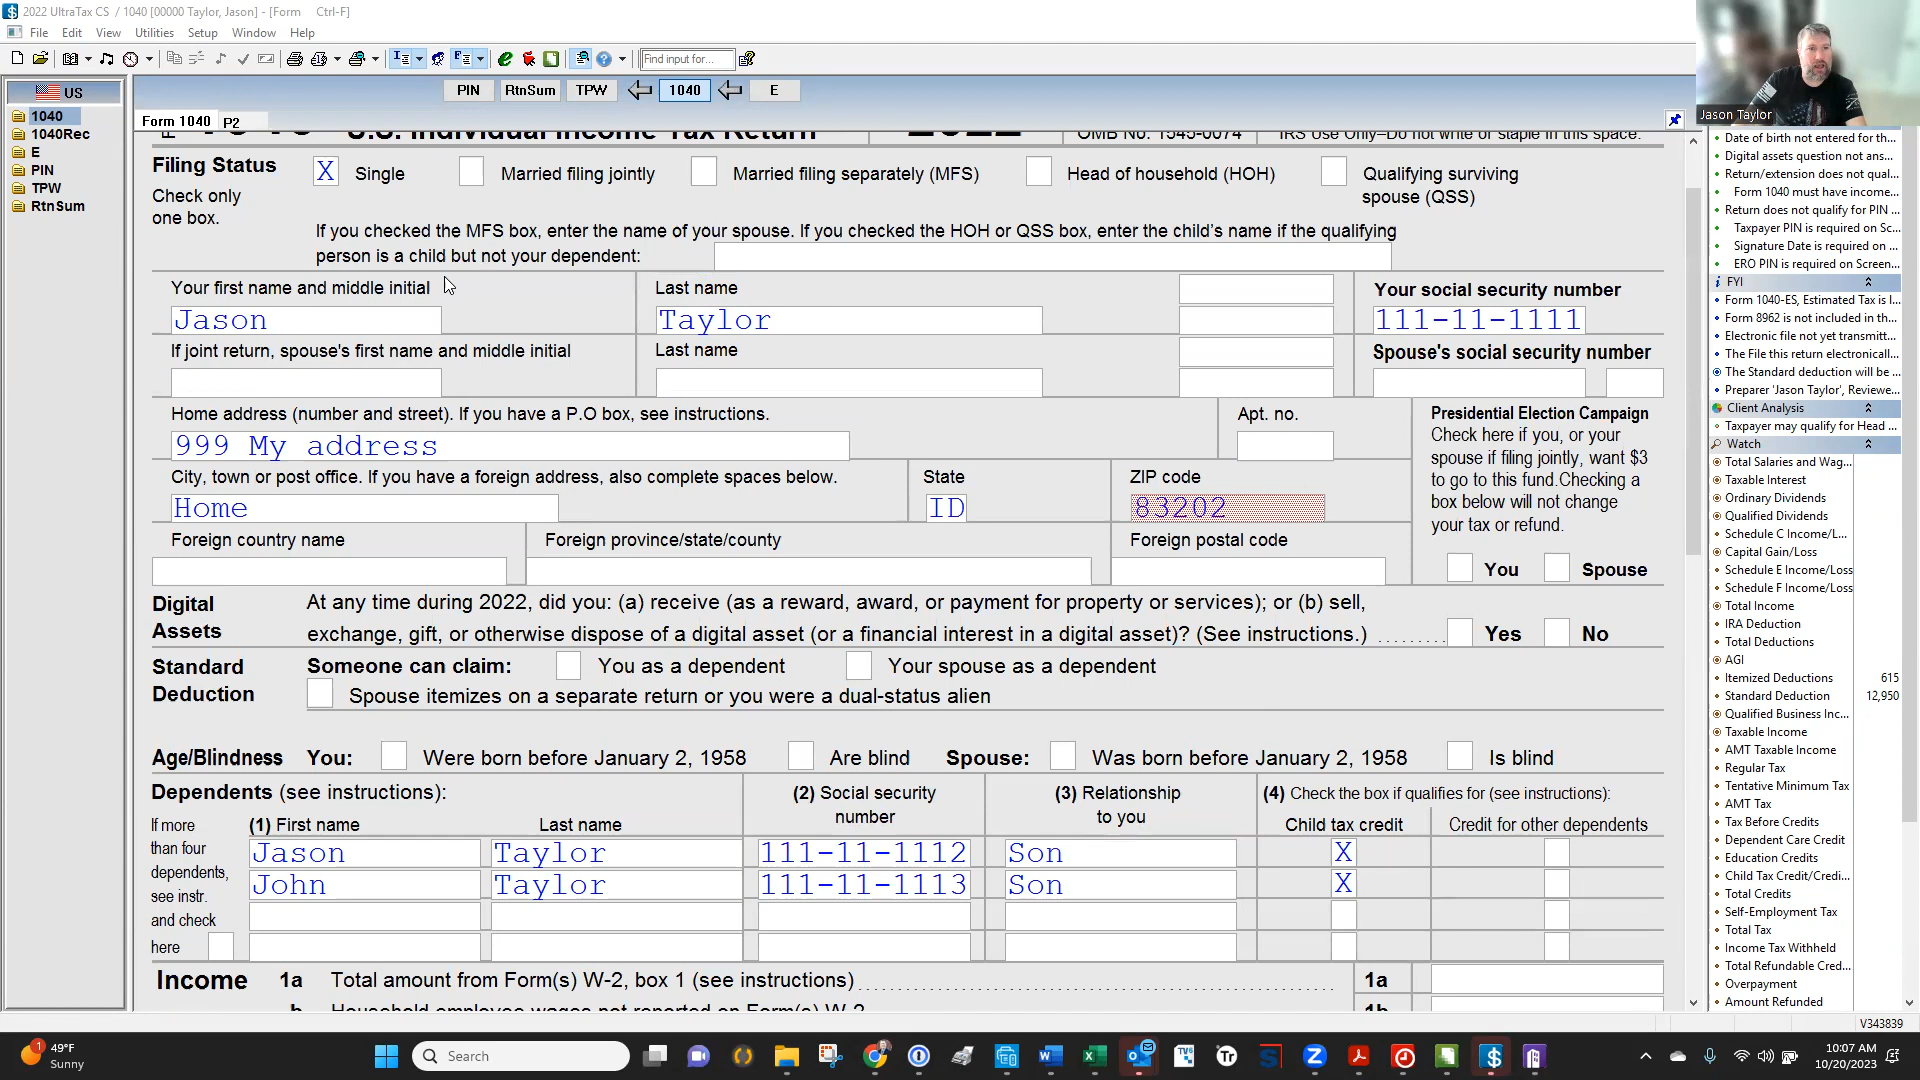 2022 UltraTax CS / 1040 [00000 Taylor, Jason] - [Form Ctrl-F]
File Edit View Utilities Setup Window Help
Find input for...
US
1040
1040Rec
E
PIN
TPW
RtnSum
PIN RtnSum TPW 1040 E
Form 1040 P2
U.S. Individual Income Tax Return 2022 OMB No. 1545-0074 IRS Use Only–Do not write or staple in this space.
Filing Status X Single Married filing jointly Married filing separately (MFS) Head of household (HOH) Qualifying surviving
spouse (QSS)
Check only
one box.
If you checked the MFS box, enter the name of your spouse. If you checked the HOH or QSS box, enter the child's name if the qualifying
person is a child but not your dependent:
Your first name and middle initial Last name Your social security number
Jason Taylor 111-11-1111
If joint return, spouse's first name and middle initial Last name Spouse's social security number
Home address (number and street). If you have a P.O box, see instructions. Apt. no.
999 My address
City, town or post office. If you have a foreign address, also complete spaces below. State ZIP code
Home ID 83202
Foreign country name Foreign province/state/county Foreign postal code
Presidential Election Campaign
Check here if you, or your
spouse if filing jointly, want $3
to go to this fund.Checking a
box below will not change
your tax or refund.
You Spouse
Digital
Assets
At any time during 2022, did you: (a) receive (as a reward, award, or payment for property or services); or (b) sell,
exchange, gift, or otherwise dispose of a digital asset (or a financial interest in a digital asset)? (See instructions.) Yes No
Standard
Deduction
Someone can claim: You as a dependent Your spouse as a dependent
Spouse itemizes on a separate return or you were a dual-status alien
Age/Blindness You: Were born before January 2, 1958 Are blind Spouse: Was born before January 2, 1958 Is blind
Dependents (see instructions):
(2) Social security
number
(3) Relationship
to you
(4) Check the box if qualifies for (see instructions):
(1) First name Last name Child tax credit Credit for other dependents
If more
than four
dependents,
see instr.
and check
here
Jason Taylor 111-11-1112 Son X
John Taylor 111-11-1113 Son X
Income 1a Total amount from Form(s) W-2, box 1 (see instructions) 1a
b Household employee wages not reported on Form(s) W-2 1b
Jason Taylor
Date of birth not entered for th...
Digital assets question not ans...
Return/extension does not qual...
Form 1040 must have income...
Return does not qualify for PIN ...
Taxpayer PIN is required on Sc...
Signature Date is required on ...
ERO PIN is required on Screen...
FYI
Form 1040-ES, Estimated Tax is l...
Form 8962 is not included in th...
Electronic file not yet transmitt...
The File this return electronicall...
The Standard deduction will be ...
Preparer 'Jason Taylor', Reviewe...
Client Analysis
Taxpayer may qualify for Head ...
Watch
Total Salaries and Wag...
Taxable Interest
Ordinary Dividends
Qualified Dividends
Schedule C Income/L...
Capital Gain/Loss
Schedule E Income/Loss
Schedule F Income/Loss
Total Income
IRA Deduction
Total Deductions
AGI
Itemized Deductions 615
Standard Deduction 12,950
Qualified Business Inc...
Taxable Income
AMT Taxable Income
Regular Tax
Tentative Minimum Tax
AMT Tax
Tax Before Credits
Dependent Care Credit
Education Credits
Child Tax Credit/Credi...
Total Credits
Self-Employment Tax
Total Tax
Income Tax Withheld
Total Refundable Cred...
Overpayment
Amount Refunded
V343839
1
49°F
Sunny
Search
10:07 AM
10/20/2023